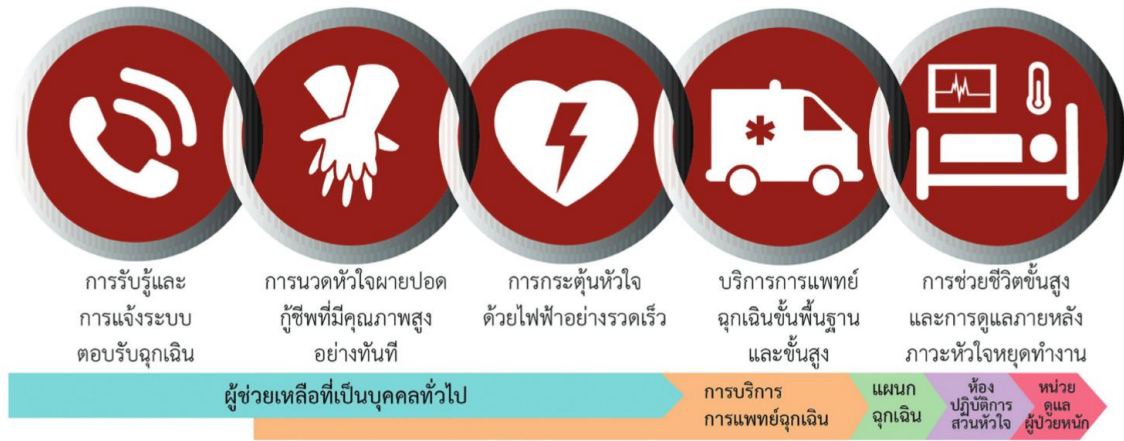 การรับรู้และ
การแจ้งระบบ
ตอบรับฉุกเฉิน
การนวดหัวใจผายปอด
กู้ชีพที่มีคุณภาพสูง
อย่างทันที
การกระตุ้นหัวใจ
ด้วยไฟฟ้าอย่างรวดเร็ว
บริการการแพทย์
ฉุกเฉินขั้นพื้นฐาน
และขั้นสูง
การช่วยชีวิตขั้นสูง
และการดูแลภายหลัง
ภาวะหัวใจหยุดทำงาน
ผู้ช่วยเหลือที่เป็นบุคคลทั่วไป
การบริการ
การแพทย์ฉุกเฉิน
แผนก
ฉุกเฉิน
ห้อง
ปฏิบัติการ
สวนหัวใจ
หน่วย
ดูแล
ผู้ป่วยหนัก